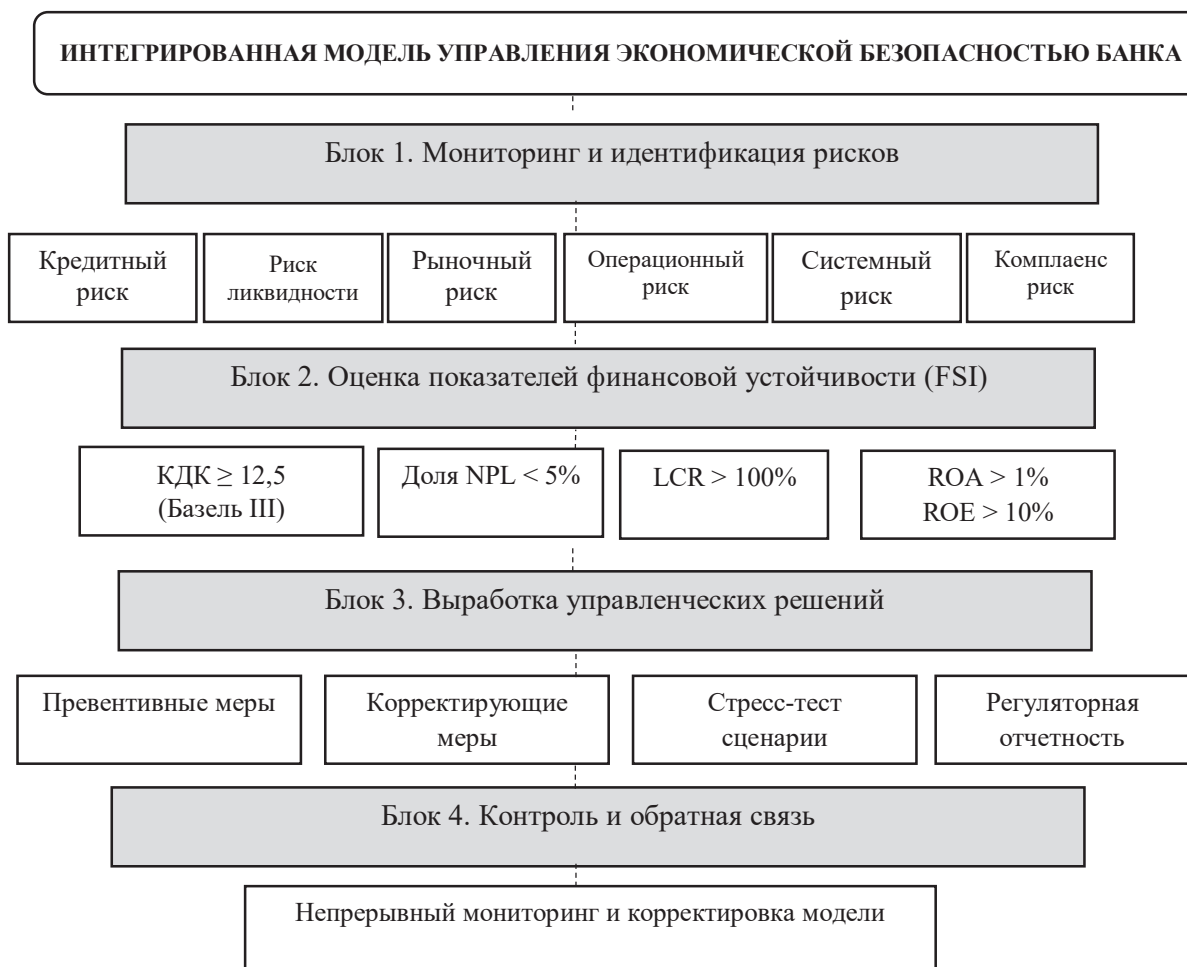 ИНТЕГРИРОВАННАЯ МОДЕЛЬ УПРАВЛЕНИЯ ЭКОНОМИЧЕСКОЙ БЕЗОПАСНОСТЬЮ БАНКА
Блок 1. Мониторинг и идентификация рисков
Кредитный
риск
Риск
ликвидности
Рыночный
риск
Операционный
риск
Системный
риск
Комплаенс
риск
Блок 2. Оценка показателей финансовой устойчивости (FSI)
КДК ≥ 12,5
(Базель III)
Доля NPL < 5%
LCR > 100%
ROA > 1%
ROE > 10%
Блок 3. Выработка управленческих решений
Превентивные меры
Корректирующие
меры
Стресс-тест
сценарии
Регуляторная
отчетность
Блок 4. Контроль и обратная связь
Непрерывный мониторинг и корректировка модели